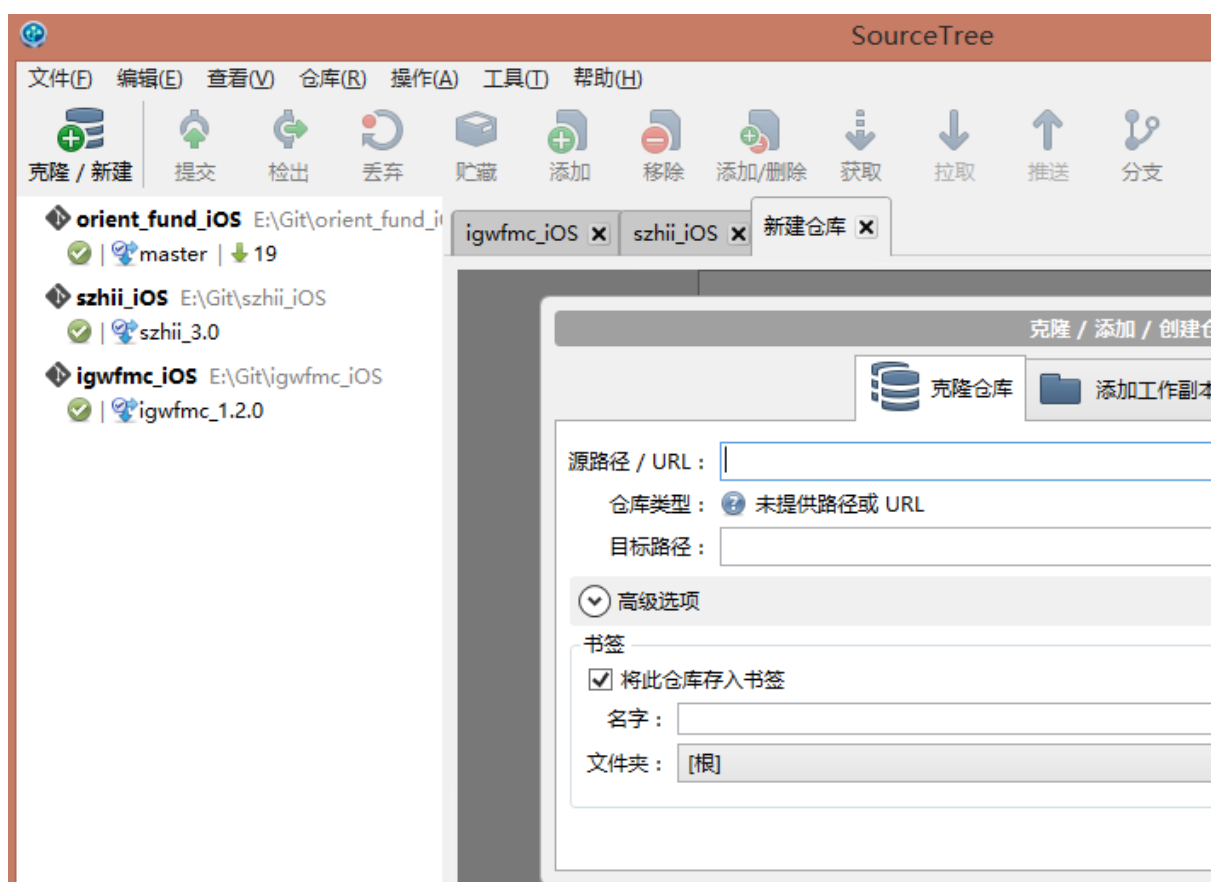 SourceTree
文件(F) 编辑(E) 查看(V) 仓库(R) 操作(A) 工具(T) 帮助(H)
克隆 / 新建 提交 检出 丢弃 贮藏 添加 移除 添加/删除 获取 拉取 推送 分支
orient_fund_iOS E:\Git\orient_fund_i
master | 19
szhii_iOS E:\Git\szhii_iOS
szhii_3.0
igwfmc_iOS E:\Git\igwfmc_iOS
igwfmc_1.2.0
igwfmc_iOS szhii_iOS 新建仓库
克隆 / 添加 / 创建
克隆仓库 添加工作副本
源路径 / URL：
仓库类型： 未提供路径或 URL
目标路径：
高级选项
书签
将此仓库存入书签
名字：
文件夹： [根]